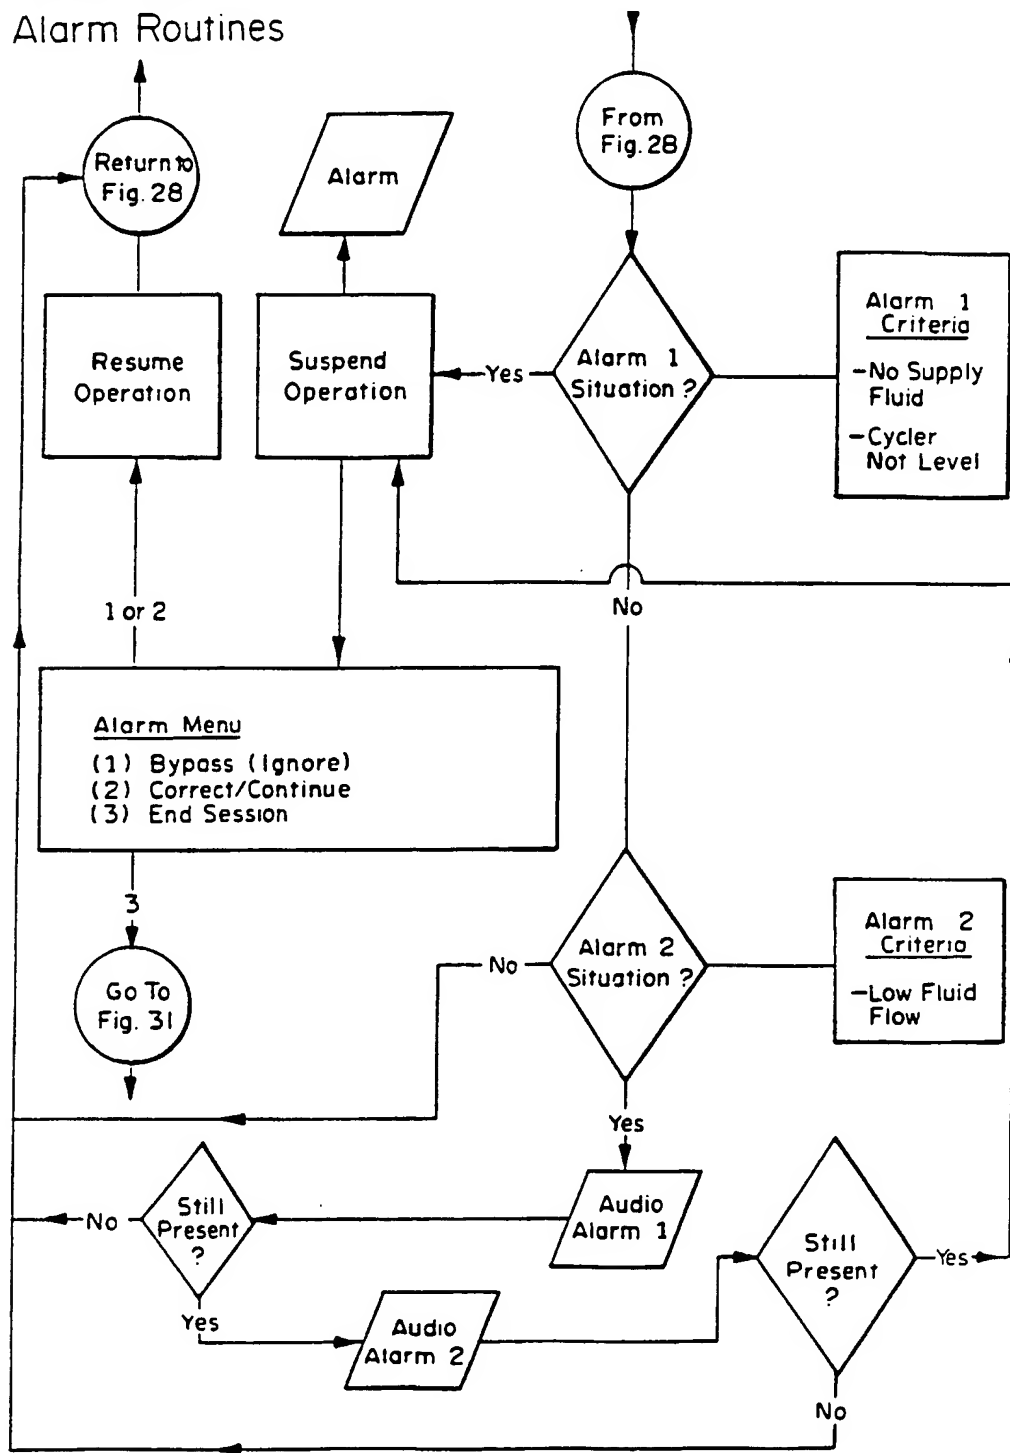 Alarm Routines
From
Fig. 28
Return to
Fig. 28
Alarm
Resume
Operation
Suspend
Operation
Yes
Alarm 1
Situation ?
Alarm 1
Criteria
-No Supply
Fluid
-Cycler
Not Level
No
1 or 2
Alarm Menu
(1) Bypass (Ignore)
(2) Correct/Continue
(3) End Session
3
Go To
Fig. 31
No
Alarm 2
Situation ?
Alarm 2
Criteria
-Low Fluid
Flow
Yes
Audio
Alarm 1
Still
Present
?
No
Yes
Audio
Alarm 2
Still
Present
?
Yes
No